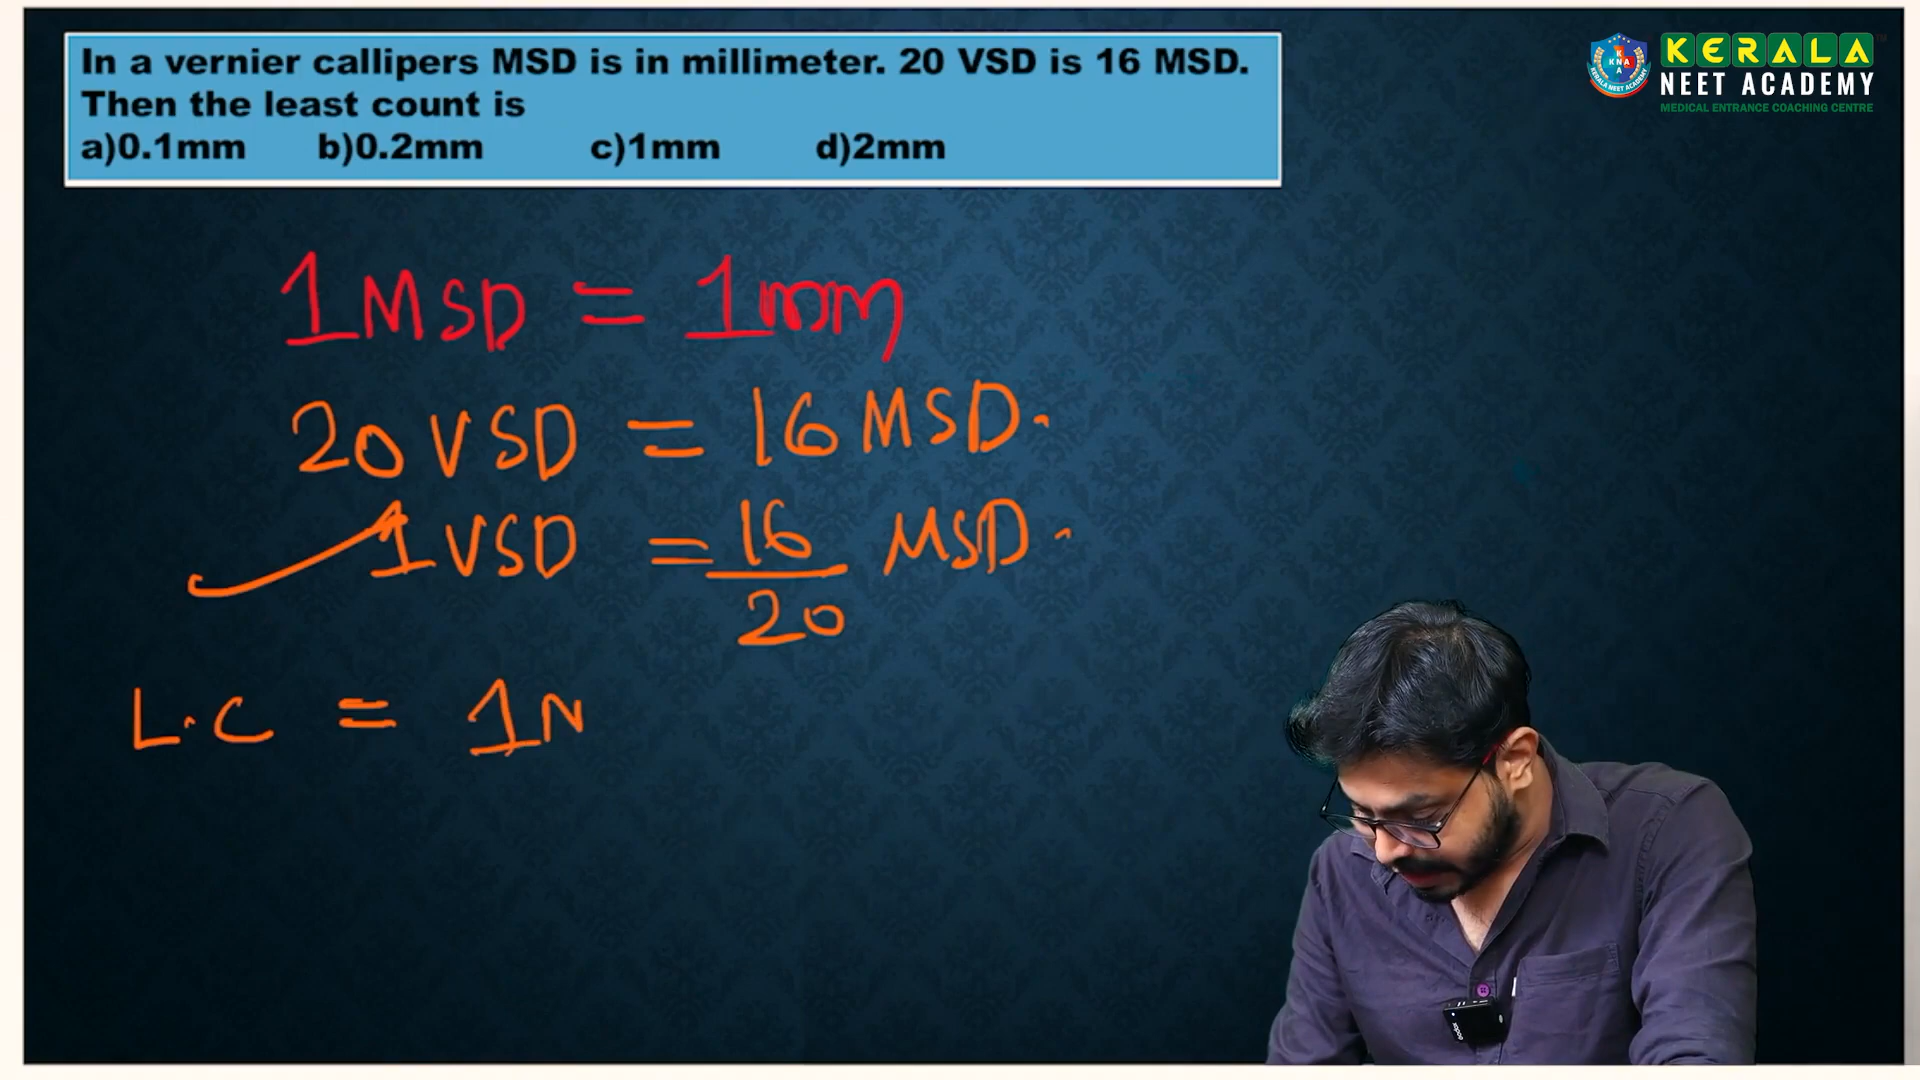 In a vernier callipers MSD is in millimeter. 20 VSD is 16 MSD.
Then the least count is
a)0.1mm b)0.2mm c)1mm d)2mm
KERALA
NEET ACADEMY
MEDICAL ENTRANCE COACHING CENTRE
1 MSD = 1mm
20 VSD = 16 MSD.
1 VSD = 16/20 MSD.
L.C = 1 M